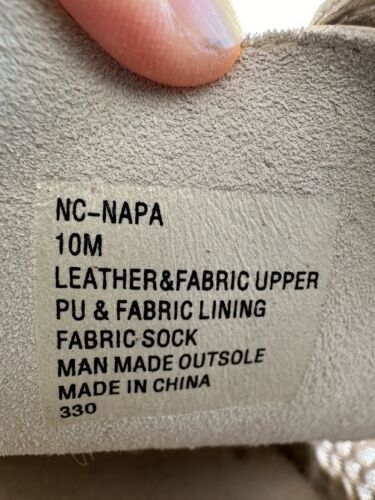 NC-NAPA
10M
LEATHER&FABRIC UPPER
PU & FABRIC LINING
FABRIC SOCK
MAN MADE OUTSOLE
MADE IN CHINA
330